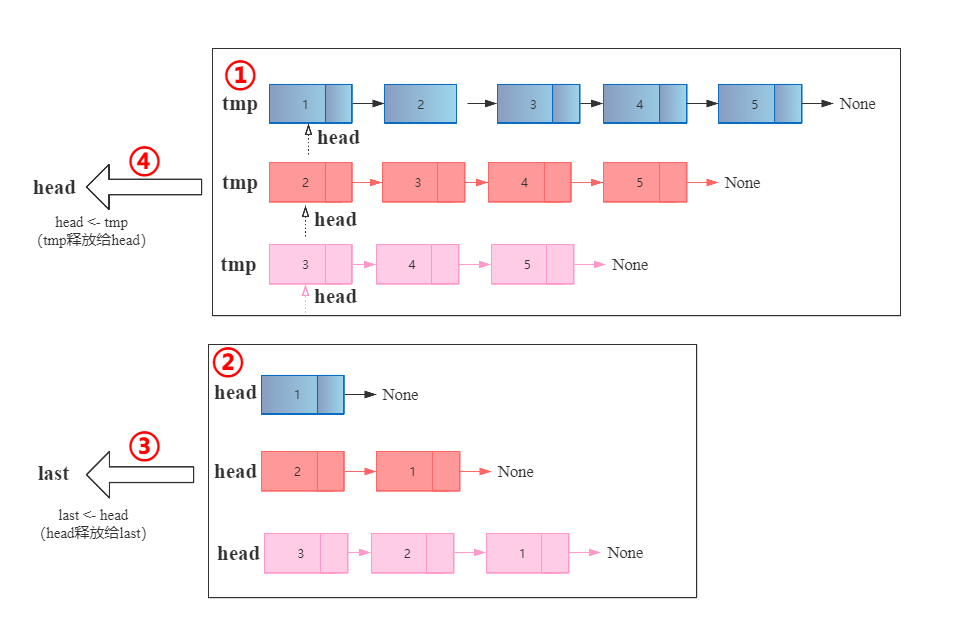 ①
tmp 1 2 3 4 5 None
head
tmp 2 3 4 5 None
head
tmp 3 4 5 None
head
④
head
head <- tmp
（tmp释放给head）
②
head 1 None
head 2 1 None
head 3 2 1 None
③
last
last <- head
（head释放给last）